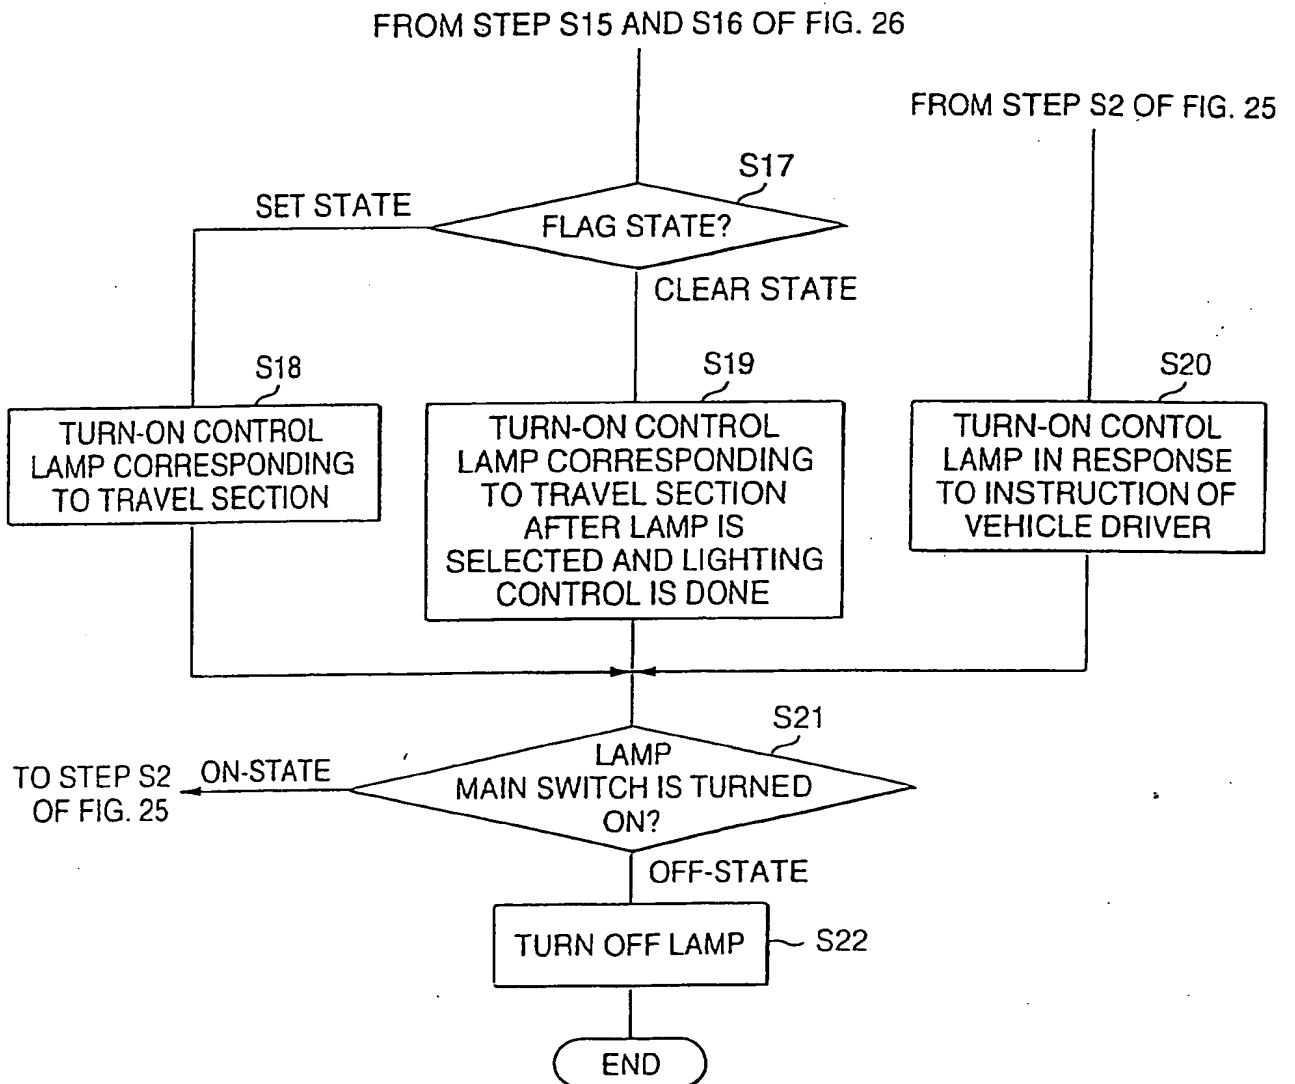 FROM STEP S15 AND S16 OF FIG. 26
FROM STEP S2 OF FIG. 25
S17
SET STATE
FLAG STATE?
CLEAR STATE
S18
TURN-ON CONTROL
LAMP CORRESPONDING
TO TRAVEL SECTION
S19
TURN-ON CONTROL
LAMP CORRESPONDING
TO TRAVEL SECTION
AFTER LAMP IS
SELECTED AND LIGHTING
CONTROL IS DONE
S20
TURN-ON CONTOL
LAMP IN RESPONSE
TO INSTRUCTION OF
VEHICLE DRIVER
S21
LAMP
MAIN SWITCH IS TURNED
ON?
ON-STATE
TO STEP S2
OF FIG. 25
OFF-STATE
TURN OFF LAMP
S22
END